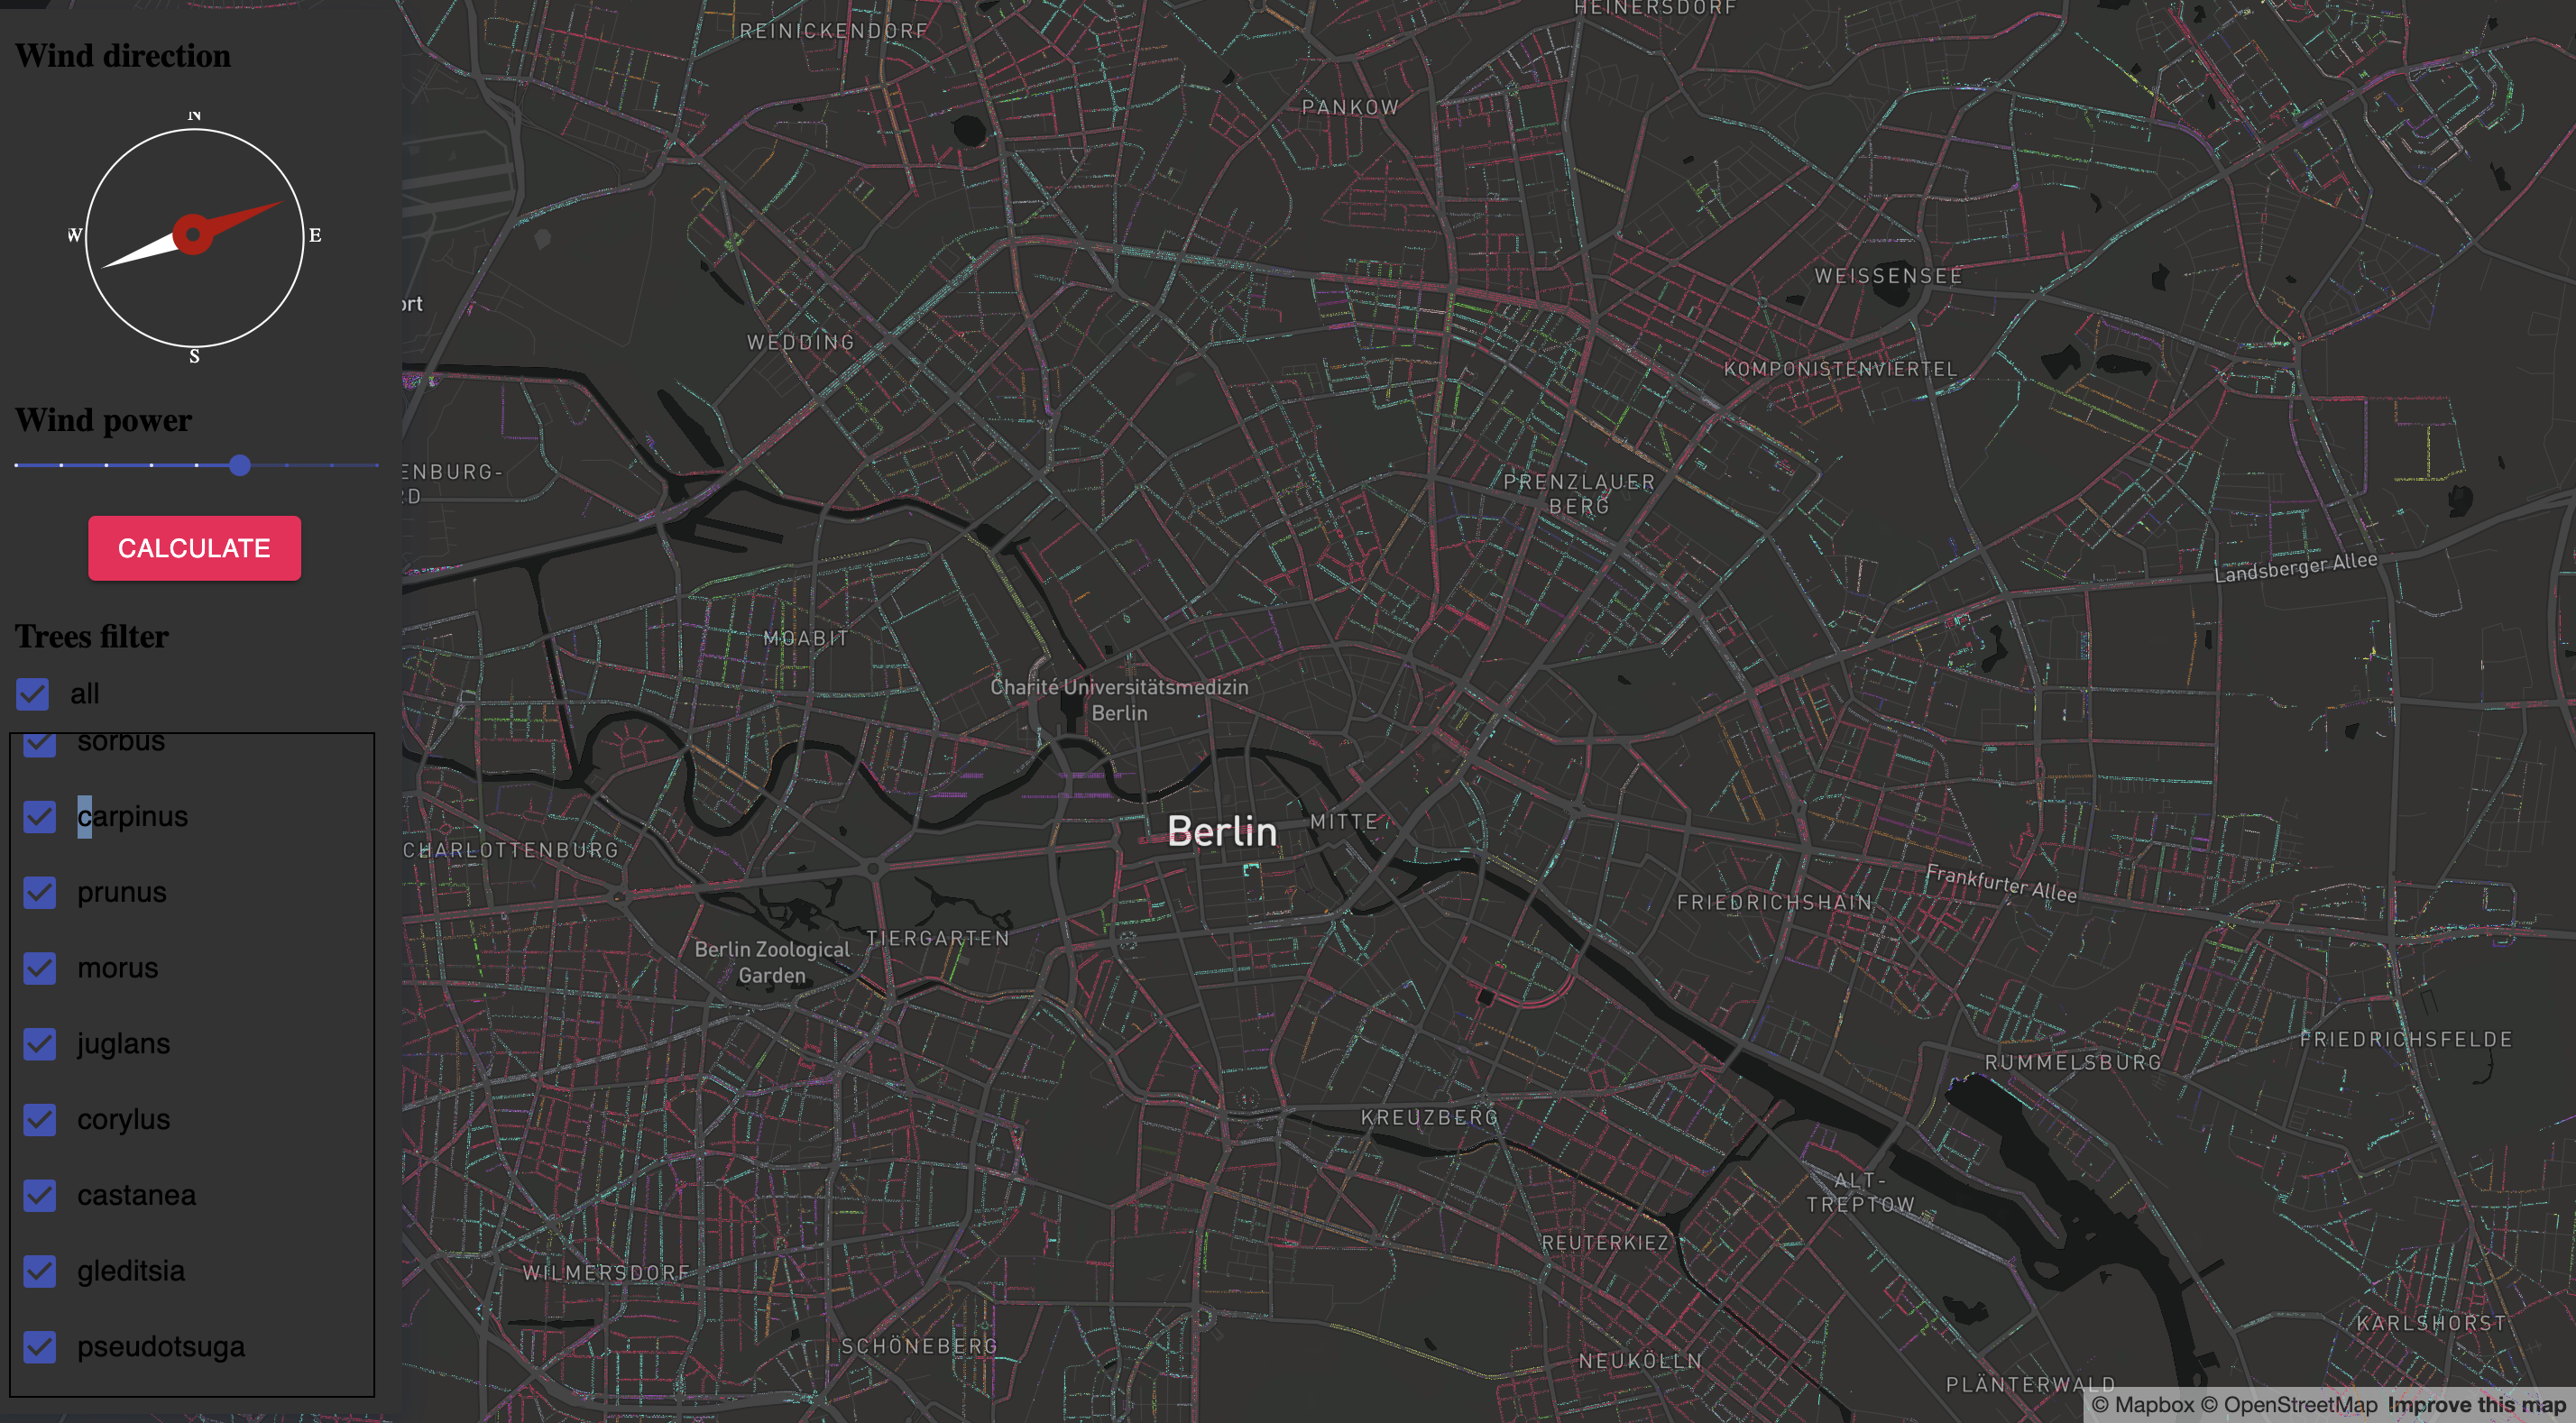 Wind direction
N
W
E
S
Wind power
CALCULATE
Trees filter
all
sorbus
carpinus
prunus
morus
juglans
corylus
castanea
gleditsia
pseudotsuga
REINICKENDORF
HEINERSDORF
PANKOW
WEISSENSEE
ort
WEDDING
KOMPONISTENVIERTEL
ENBURG-
RD
PRENZLAUER
BERG
Landsberger Allee
MOABIT
Charité Universitätsmedizin
Berlin
Berlin
MITTE
CHARLOTTENBURG
Frankfurter Allee
FRIEDRICHSHAIN
TIERGARTEN
Berlin Zoological
Garden
FRIEDRICHSFELDE
RUMMELSBURG
KREUZBERG
ALT-
TREPTOW
REUTERKIEZ
WILMERSDORF
KARLSHORST
SCHÖNEBERG
NEUKÖLLN
PLÄNTERWALD
© Mapbox © OpenStreetMap Improve this map